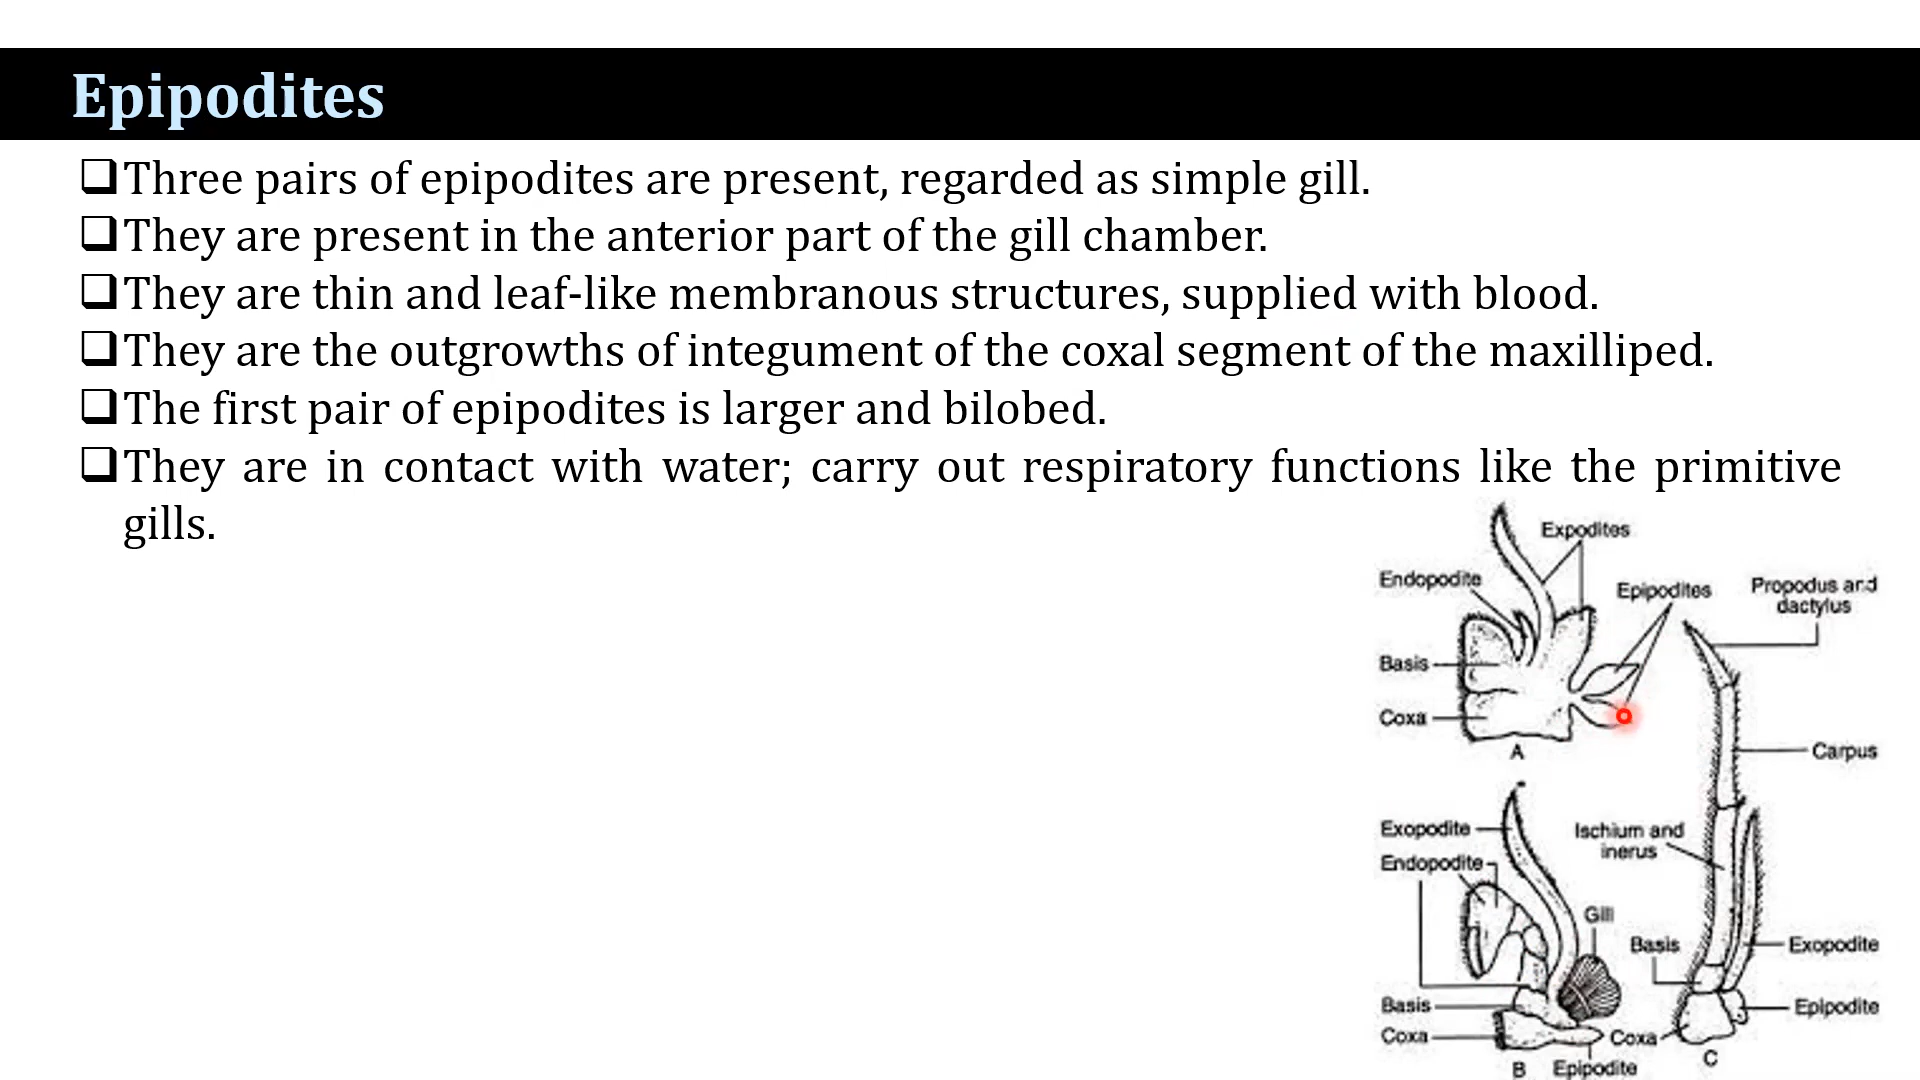 Epipodites
❑Three pairs of epipodites are present, regarded as simple gill.
❑They are present in the anterior part of the gill chamber.
❑They are thin and leaf-like membranous structures, supplied with blood.
❑They are the outgrowths of integument of the coxal segment of the maxilliped.
❑The first pair of epipodites is larger and bilobed.
❑They are in contact with water; carry out respiratory functions like the primitive
gills.
Expodites
Endopodite
Epipodites
Propodus and
dactylus
Basis
Coxa
A
Carpus
Exopodite
Ischium and
inerus
Endopodite
Gill
Basis
Exopodite
Basis
Epipodite
Coxa
Coxa
B
Epipodite
C